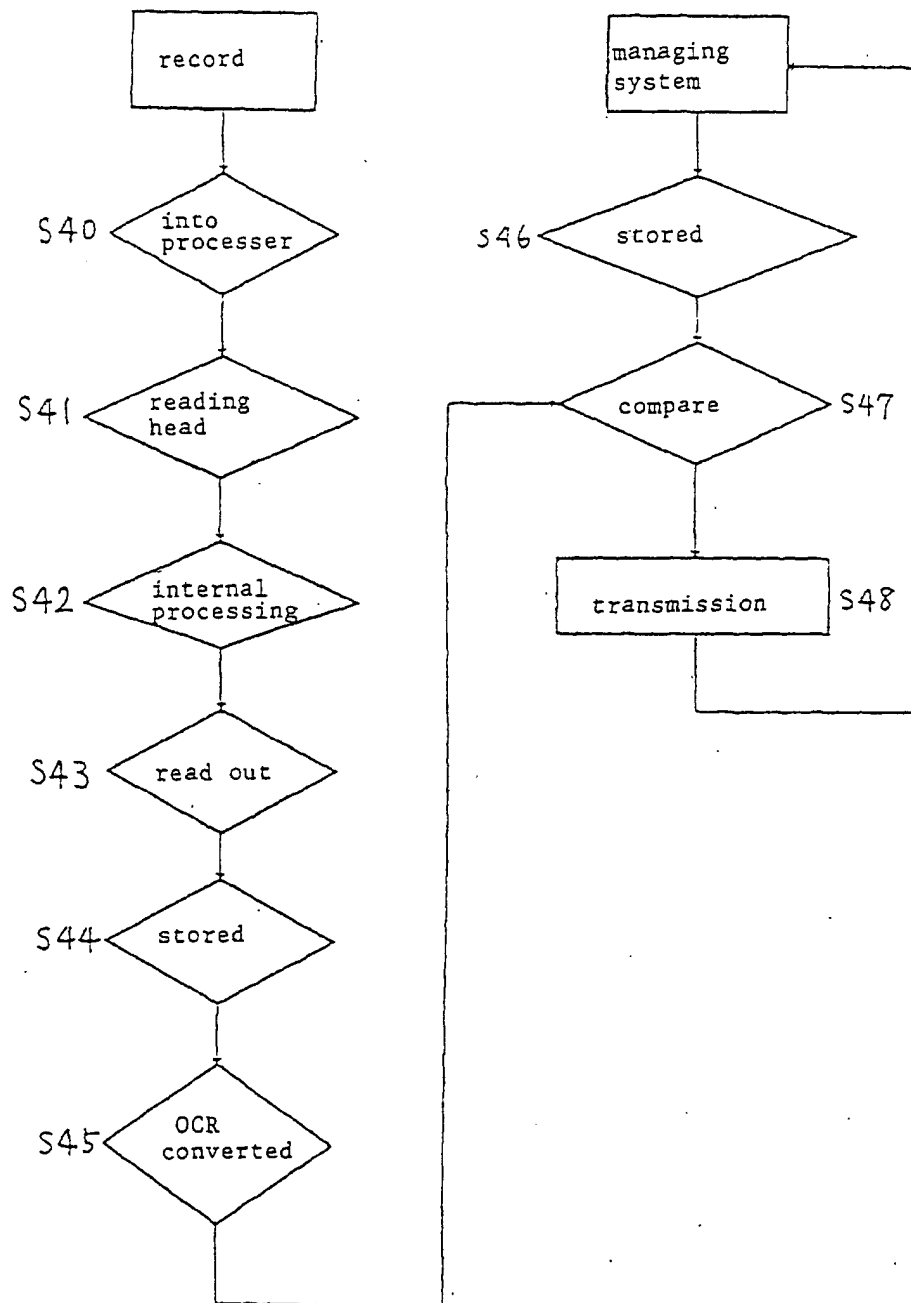 record
S40
into
processer
S41
reading
head
S42
internal
processing
S43
read out
S44
stored
S45
OCR
converted
managing
system
S46
stored
compare
S47
transmission
S48